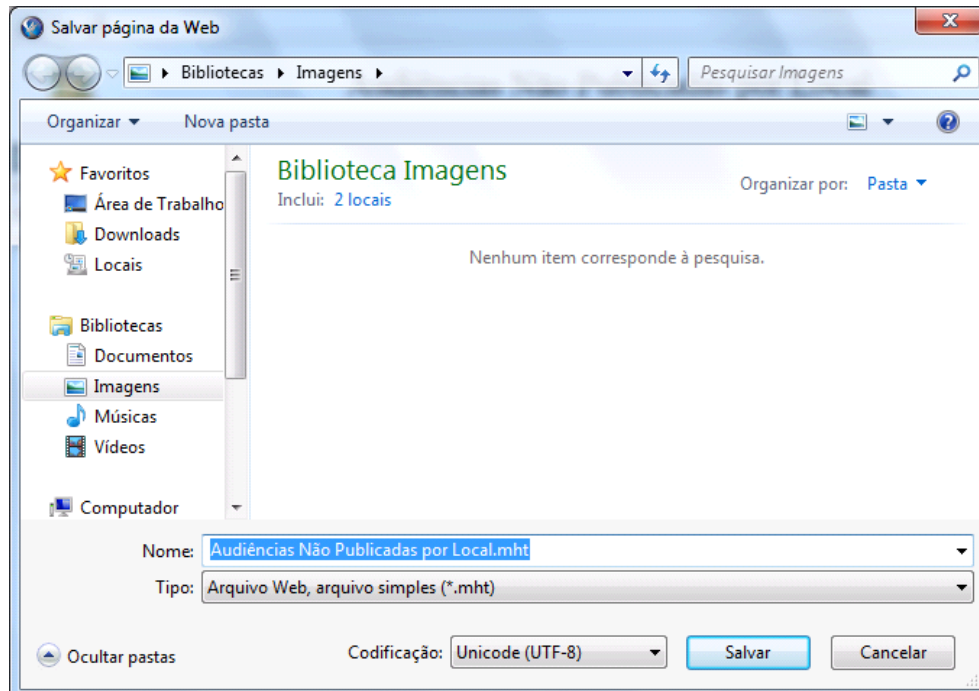 Salvar página da Web
Bibliotecas Imagens
Pesquisar Imagens
Organizar
Nova pasta
Favoritos
Área de Trabalho
Downloads
Locais
Bibliotecas
Documentos
Imagens
Músicas
Vídeos
Computador
Biblioteca Imagens
Inclui: 2 locais
Organizar por: Pasta
Nenhum item corresponde à pesquisa.
Nome: Audiências Não Publicadas por Local.mht
Tipo: Arquivo Web, arquivo simples (*.mht)
Ocultar pastas
Codificação: Unicode (UTF-8)
Salvar
Cancelar